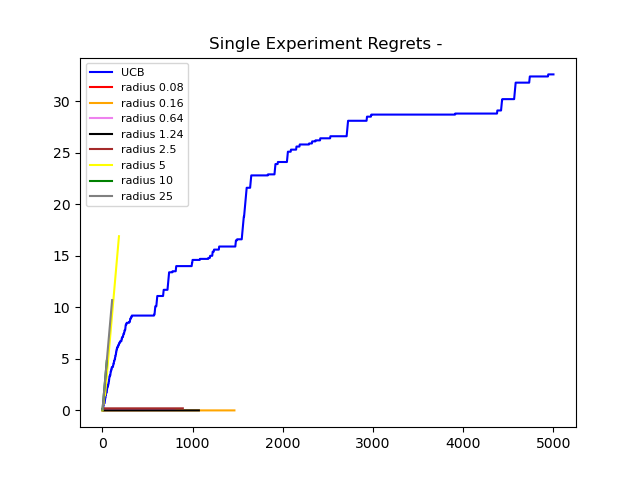 Single Experiment Regrets -
UCB
radius 0.08
radius 0.16
radius 0.64
radius 1.24
radius 2.5
radius 5
radius 10
radius 25
30
25
20
15
10
5
0
0 1000 2000 3000 4000 5000